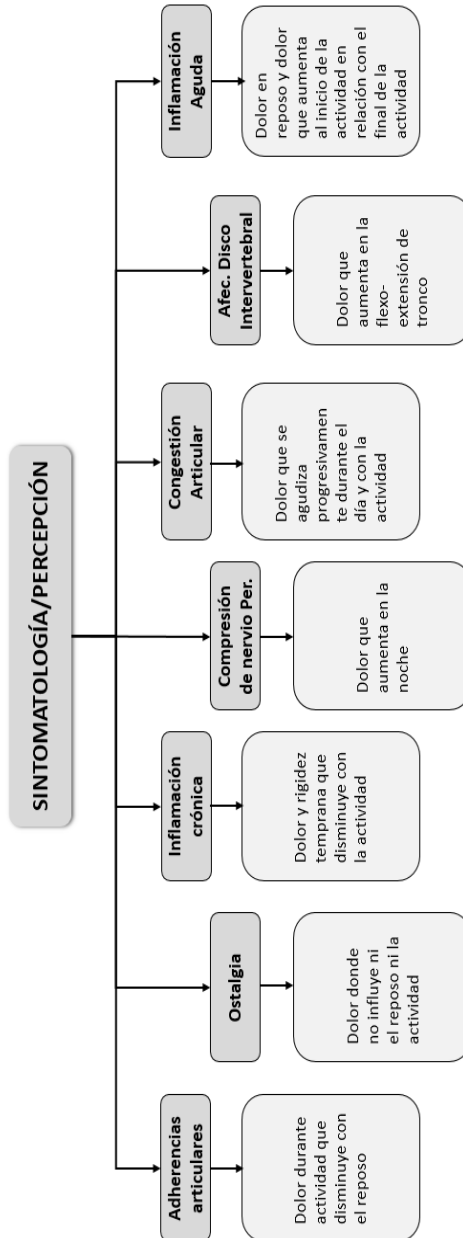 SINTOMATOLOGÍA/PERCEPCIÓN
Adherencias
articulares
Dolor durante
actividad que
disminuye con
el reposo
Ostalgia
Dolor donde
no influye ni
el reposo ni la
actividad
Inflamación
crónica
Dolor y rigidez
temprana que
disminuye con
la actividad
Compresión
de nervio Per.
Dolor que
aumenta en la
noche
Congestión
Articular
Dolor que se
agudiza
progresivamen
te durante el
día y con la
actividad
Afec. Disco
Intervertebral
Dolor que
aumenta en la
flexo-
extensión de
tronco
Inflamación
Aguda
Dolor en
reposo y dolor
que aumenta
al inicio de la
actividad en
relación con el
final de la
actividad